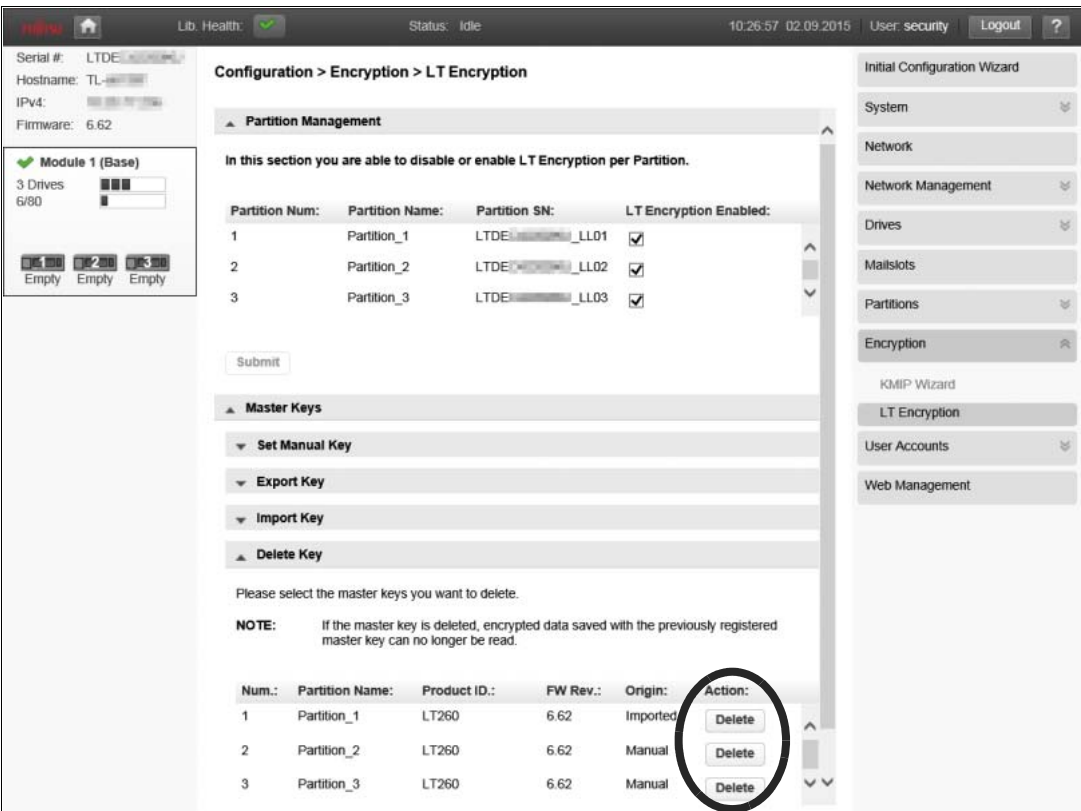 Lib. Health: Status: Idle 10:26:57 02.09.2015 User: security Logout ?
Serial #: LTDE
Hostname: TL-
IPv4:
Firmware: 6.62
Module 1 (Base)
3 Drives
6/80
1 2 3
Empty Empty Empty
Configuration > Encryption > LT Encryption
Partition Management
In this section you are able to disable or enable LT Encryption per Partition.
Partition Num: Partition Name: Partition SN: LT Encryption Enabled:
1 Partition_1 LTDE _LL01
2 Partition_2 LTDE _LL02
3 Partition_3 LTDE _LL03
Submit
Master Keys
Set Manual Key
Export Key
Import Key
Delete Key
Please select the master keys you want to delete.
NOTE: If the master key is deleted, encrypted data saved with the previously registered
master key can no longer be read.
Num.: Partition Name: Product ID.: FW Rev.: Origin: Action:
1 Partition_1 LT260 6.62 Imported Delete
2 Partition_2 LT260 6.62 Manual Delete
3 Partition_3 LT260 6.62 Manual Delete
Initial Configuration Wizard
System
Network
Network Management
Drives
Mailslots
Partitions
Encryption
KMIP Wizard
LT Encryption
User Accounts
Web Management